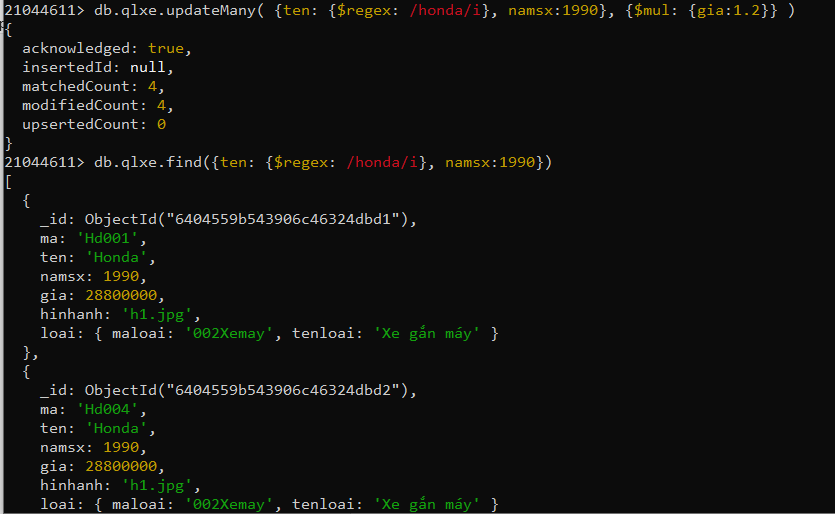 21044611> db.qlxe.updateMany( {ten: {$regex: /honda/i}, namsx:1990}, {$mul: {gia:1.2}} )
{
  acknowledged: true,
  insertedId: null,
  matchedCount: 4,
  modifiedCount: 4,
  upsertedCount: 0
}
21044611> db.qlxe.find({ten: {$regex: /honda/i}, namsx:1990})
[
  {
    _id: ObjectId("6404559b543906c46324dbd1"),
    ma: 'Hd001',
    ten: 'Honda',
    namsx: 1990,
    gia: 28800000,
    hinhanh: 'h1.jpg',
    loai: { maloai: '002Xemay', tenloai: 'Xe gắn máy' }
  },
  {
    _id: ObjectId("6404559b543906c46324dbd2"),
    ma: 'Hd004',
    ten: 'Honda',
    namsx: 1990,
    gia: 28800000,
    hinhanh: 'h1.jpg',
    loai: { maloai: '002Xemay', tenloai: 'Xe gắn máy' }